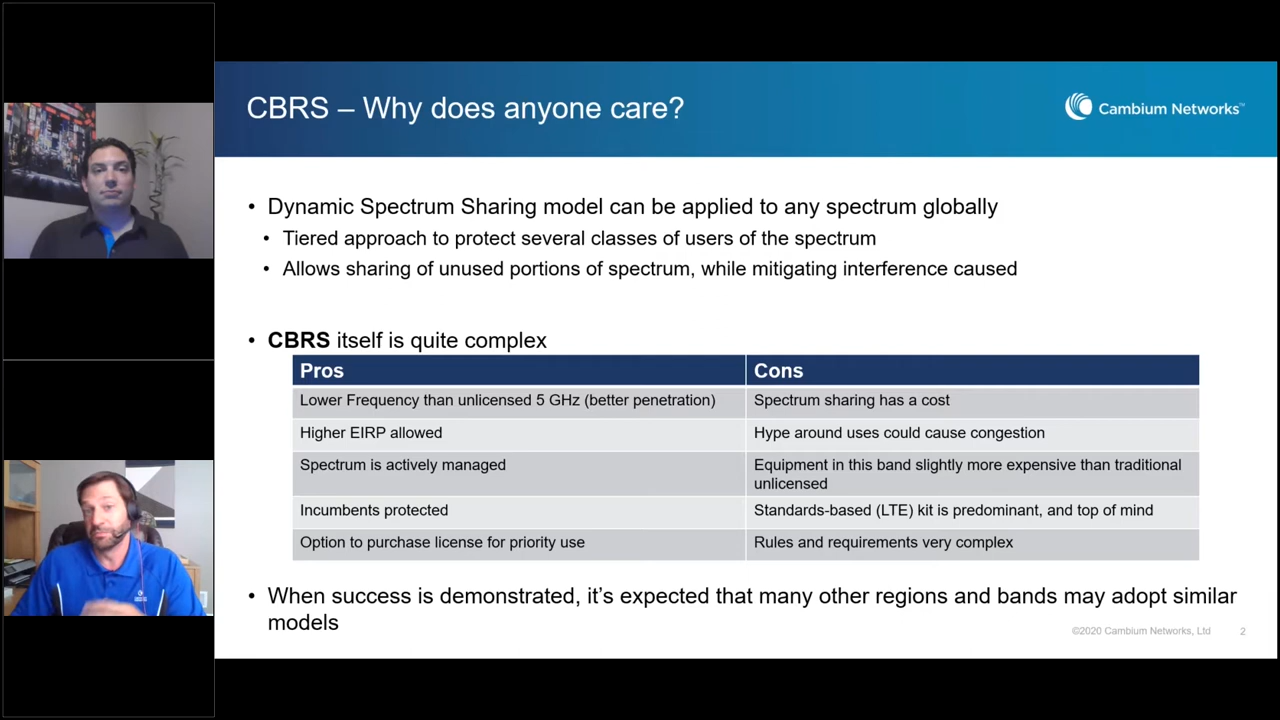 CBRS – Why does anyone care?
Cambium Networks™
• Dynamic Spectrum Sharing model can be applied to any spectrum globally
• Tiered approach to protect several classes of users of the spectrum
• Allows sharing of unused portions of spectrum, while mitigating interference caused
• CBRS itself is quite complex
Pros
Cons
Lower Frequency than unlicensed 5 GHz (better penetration)
Spectrum sharing has a cost
Higher EIRP allowed
Hype around uses could cause congestion
Spectrum is actively managed
Equipment in this band slightly more expensive than traditional
unlicensed
Incumbents protected
Standards-based (LTE) kit is predominant, and top of mind
Option to purchase license for priority use
Rules and requirements very complex
• When success is demonstrated, it’s expected that many other regions and bands may adopt similar
models
©2020 Cambium Networks, Ltd
2